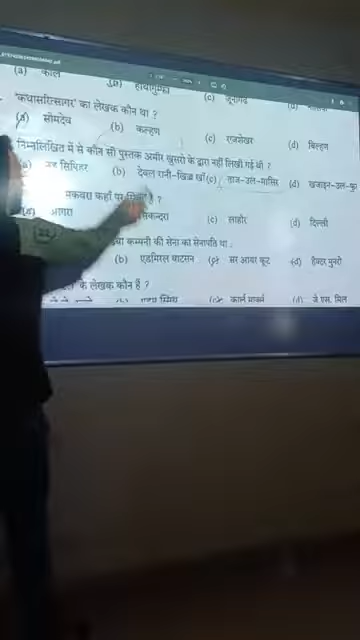 (a) काल (b) हाथीगुम्फा (c) जूनागढ़ (d)
'कथासरित्सागर' का लेखक कौन था ?
(a) सोमदेव (b) कल्हण (c) राजशेखर (d) बिल्हण
निम्नलिखित में से कौन सी पुस्तक अमीर खुसरो के द्वारा नहीं लिखी गई थी ?
(a) सिपिहर (b) देवल रानी-खिज्र खाँ (c) ताज-उल-मासिर (d) खजाइन-उल-फु
मकबरा कहाँ पर स्थित है ?
(a) आगरा सिकन्दरा (c) लाहौर (d) दिल्ली
कम्पनी की सेना का सेनापति था .
(b) एडमिरल वाटसन (c) सर आयर कूट (d) हेक्टर मुनरो
के लेखक कौन हैं ?
(b) एडम स्मिथ (c) कार्ल मार्क्स (d) जे एस. मिल